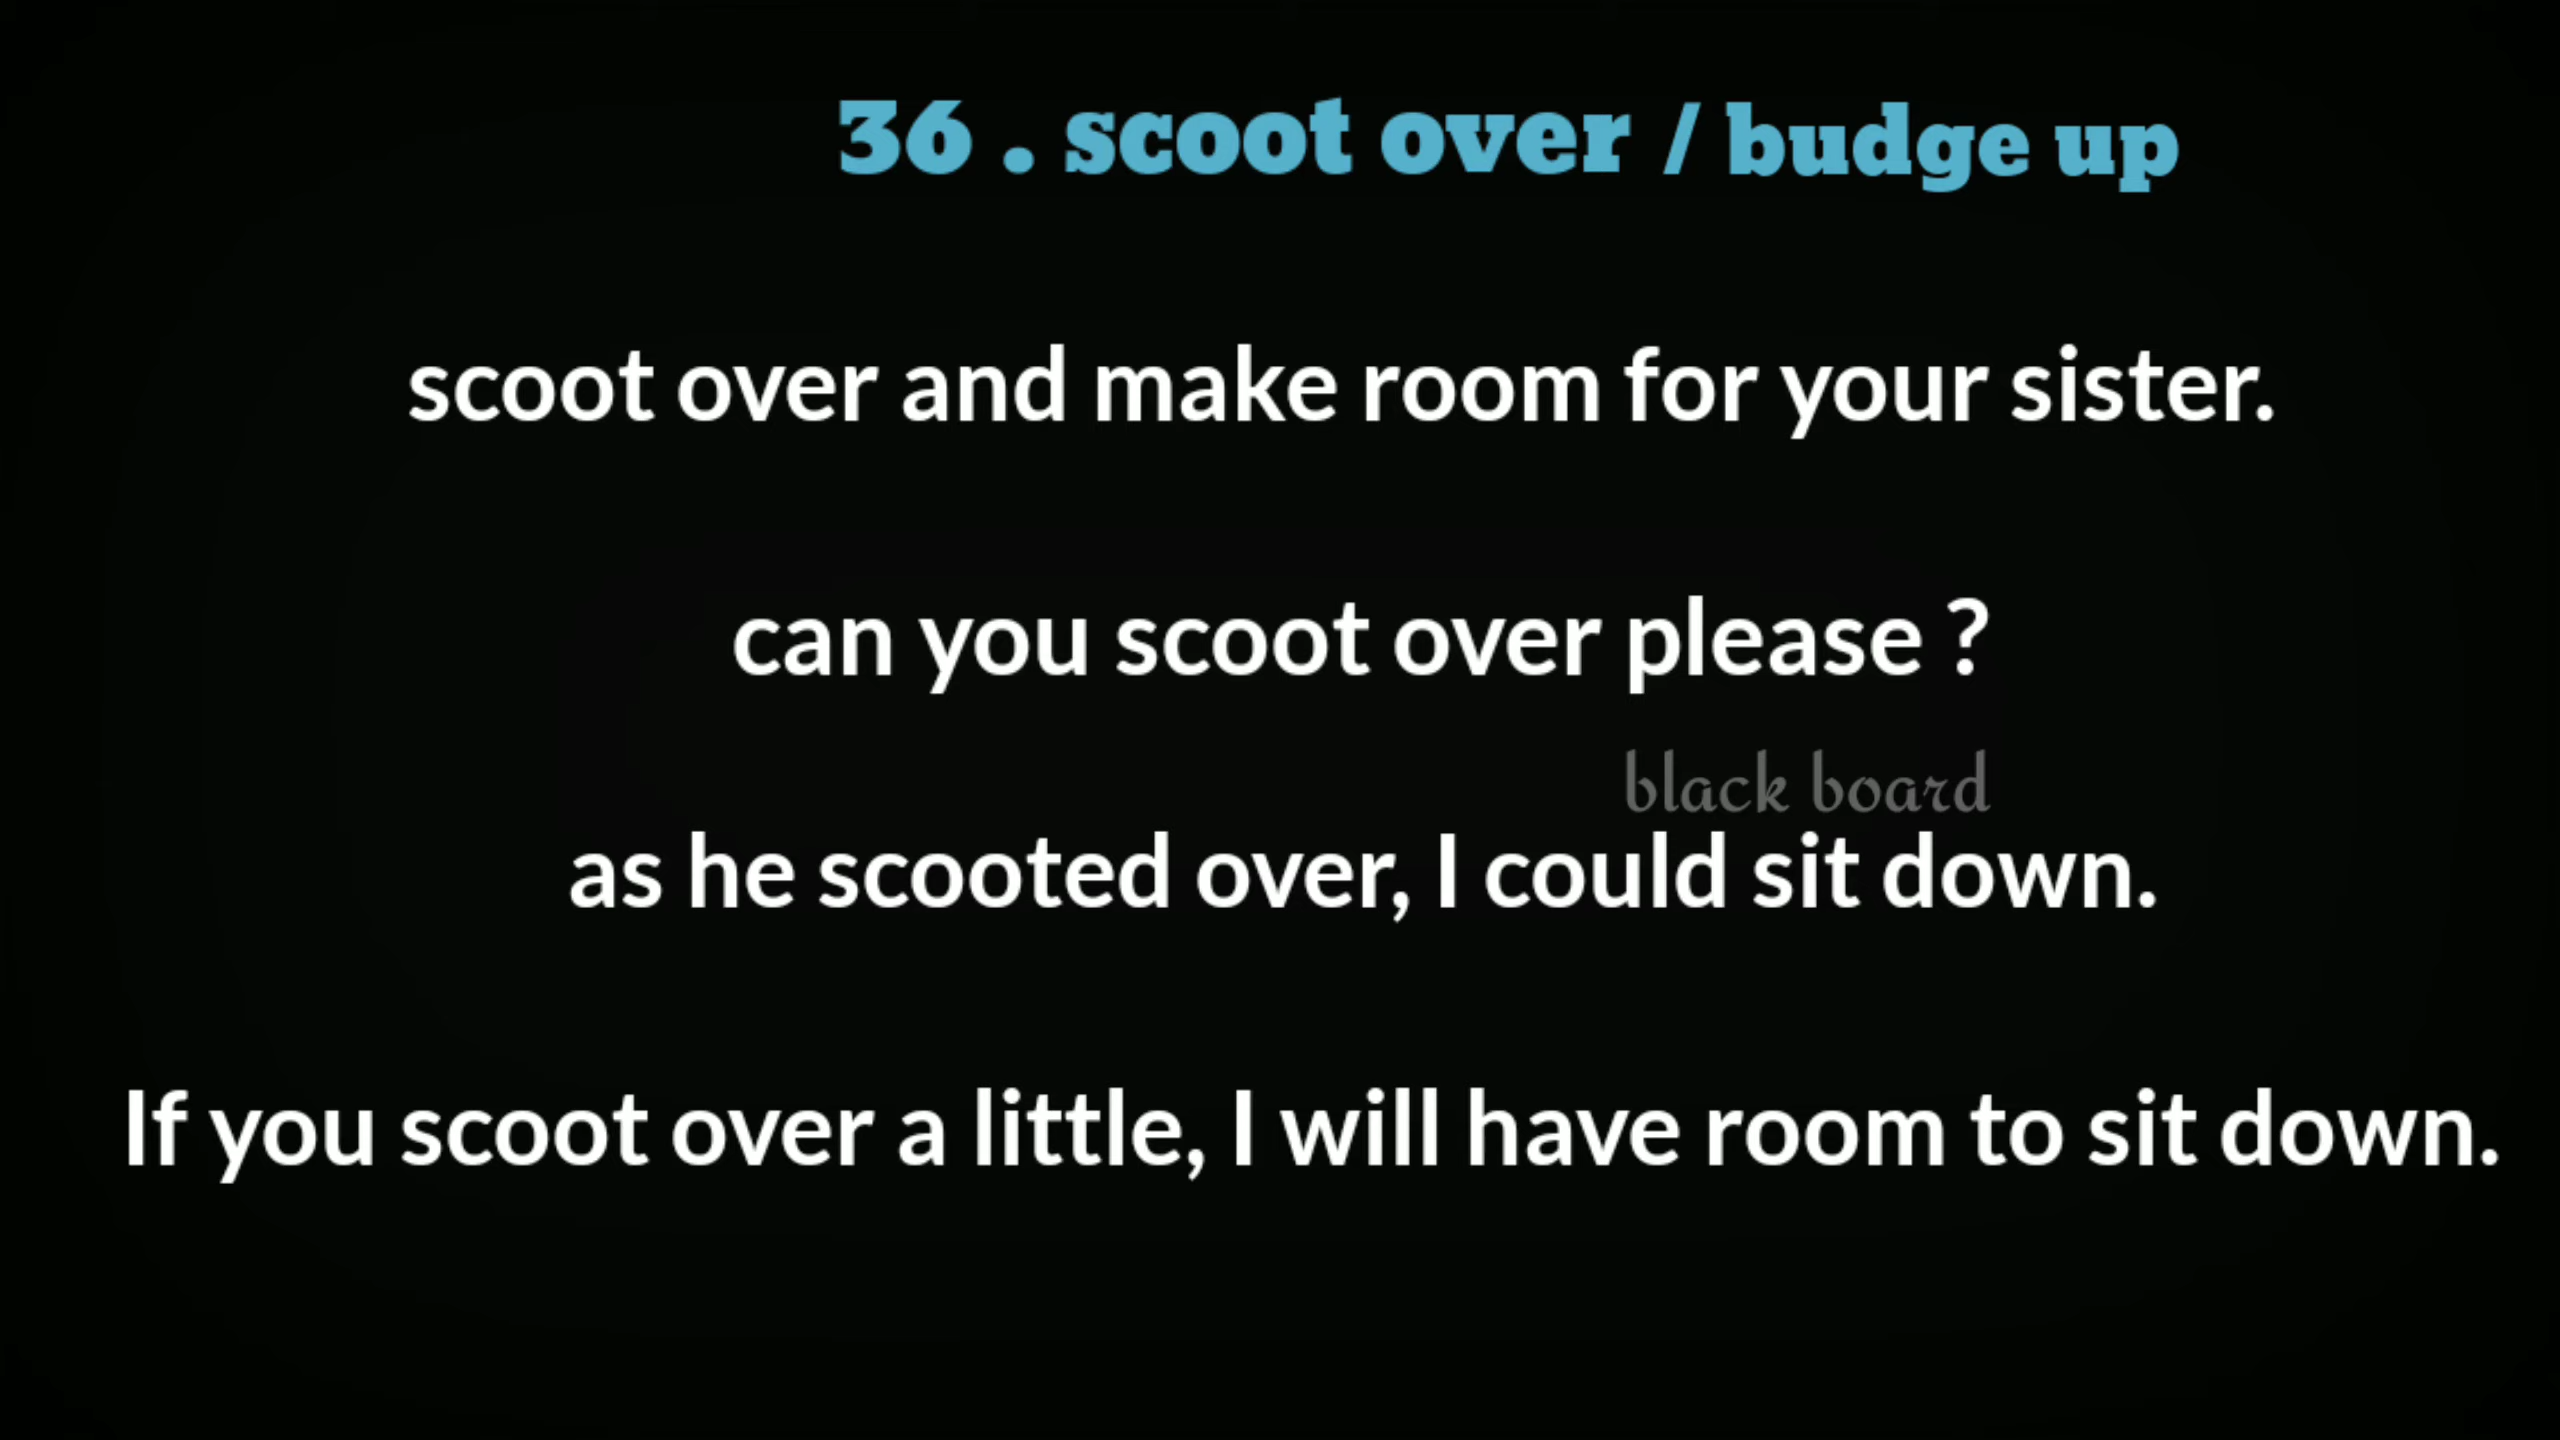 36 . scoot over / budge up
scoot over and make room for your sister.
can you scoot over please ?
black board
as he scooted over, I could sit down.
If you scoot over a little, I will have room to sit down.